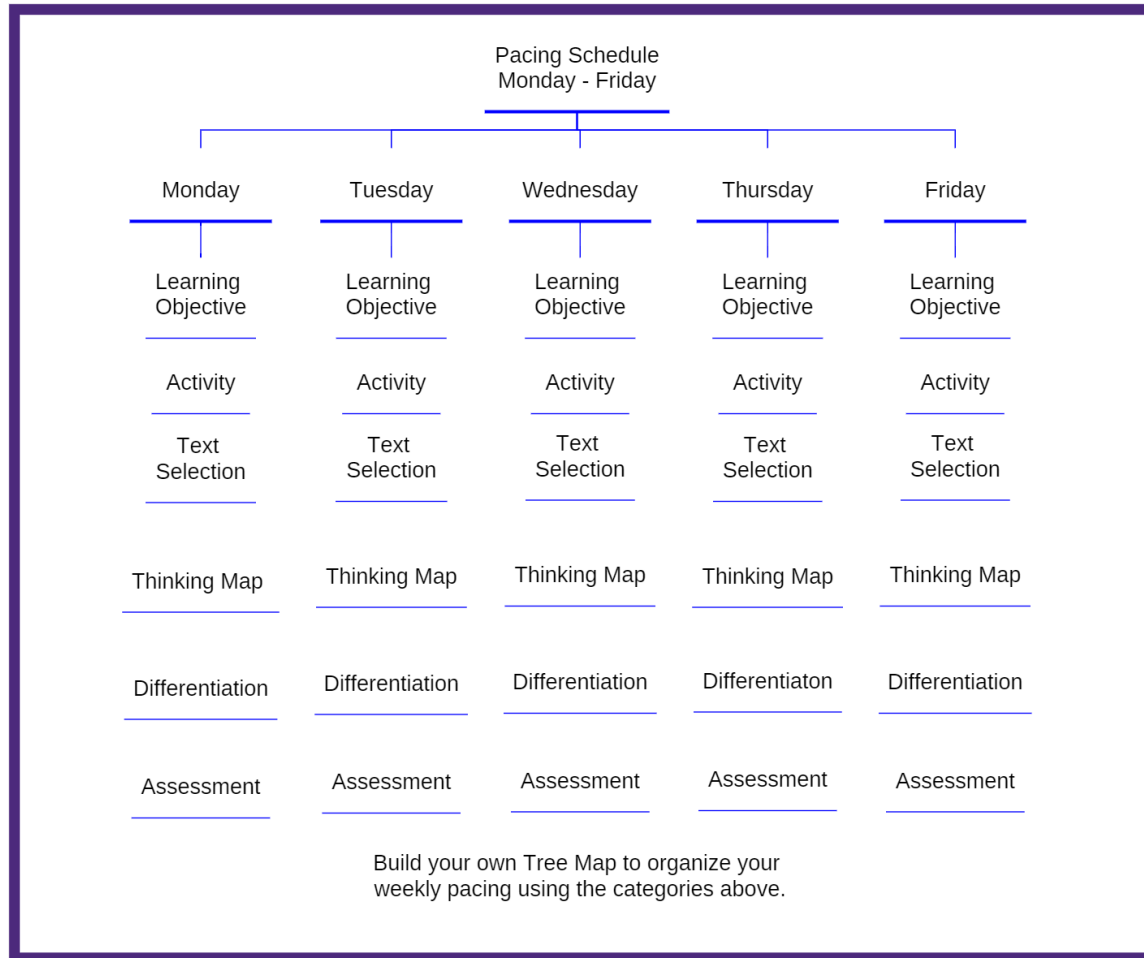 Pacing Schedule
Monday - Friday
Monday Tuesday Wednesday Thursday Friday
Learning Learning Learning Learning Learning
Objective Objective Objective Objective Objective
Activity Activity Activity Activity Activity
Text Text Text Text Text
Selection Selection Selection Selection Selection
Thinking Map Thinking Map Thinking Map Thinking Map Thinking Map
Differentiation Differentiation Differentiation Differentiaton Differentiation
Assessment Assessment Assessment Assessment Assessment
Build your own Tree Map to organize your
weekly pacing using the categories above.